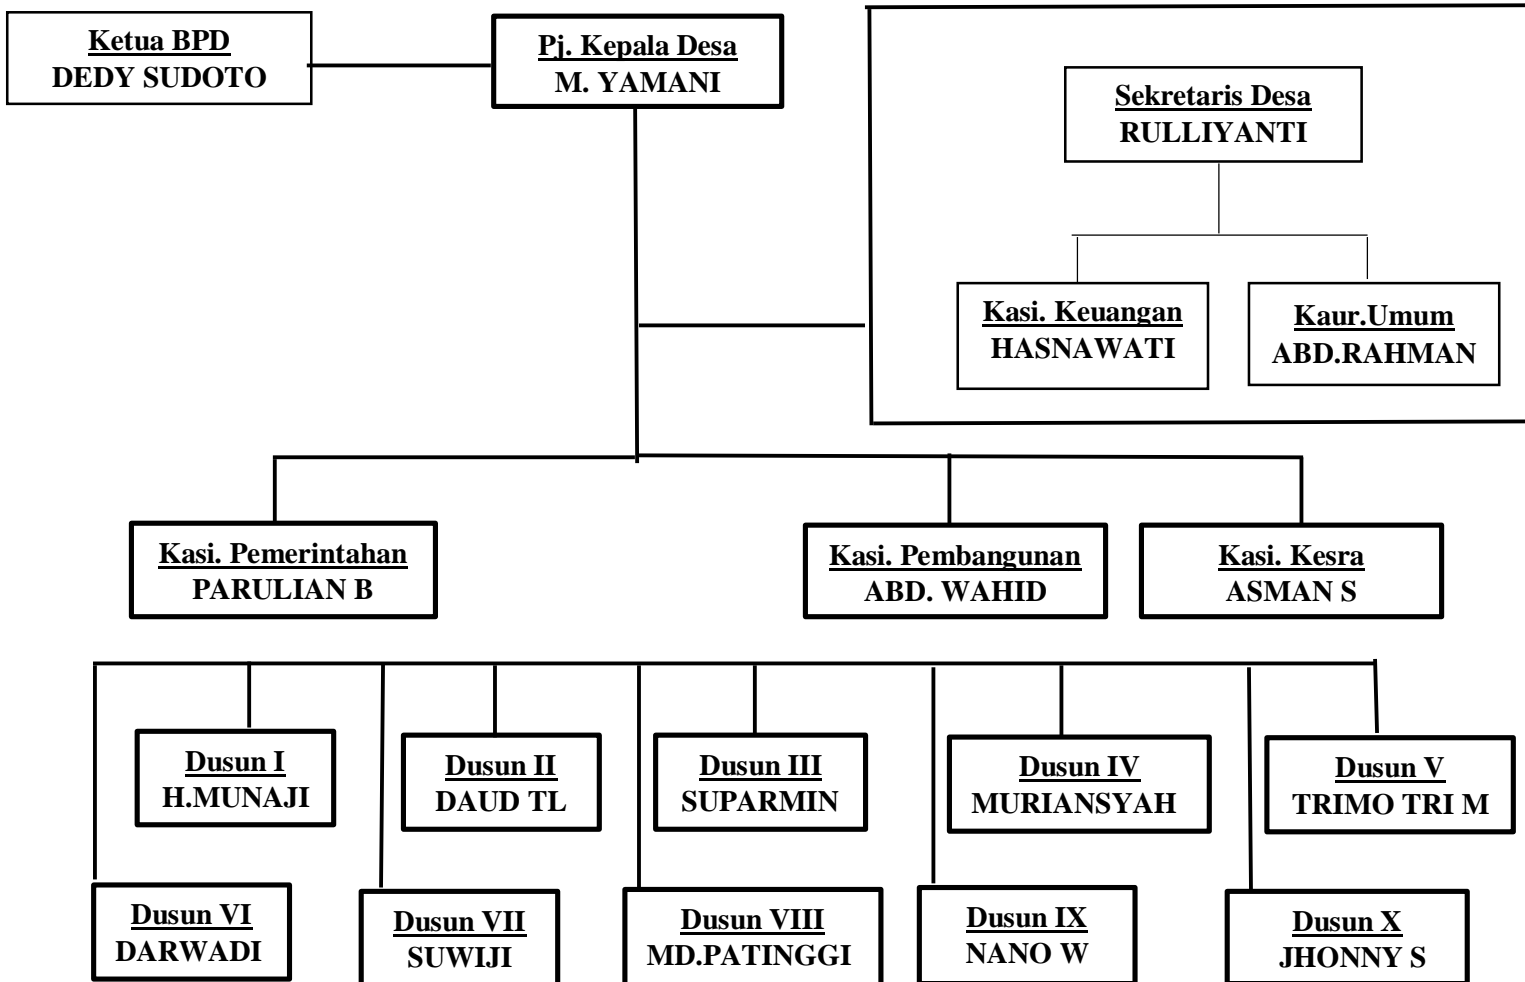 Ketua BPD
DEDY SUDOTO
Pj. Kepala Desa
M. YAMANI
Sekretaris Desa
RULLIYANTI
Kasi. Keuangan
HASNAWATI
Kaur.Umum
ABD.RAHMAN
Kasi. Pemerintahan
PARULIAN B
Kasi. Pembangunan
ABD. WAHID
Kasi. Kesra
ASMAN S
Dusun I
H.MUNAJI
Dusun II
DAUD TL
Dusun III
SUPARMIN
Dusun IV
MURIANSYAH
Dusun V
TRIMO TRI M
Dusun VI
DARWADI
Dusun VII
SUWIJI
Dusun VIII
MD.PATINGGI
Dusun IX
NANO W
Dusun X
JHONNY S